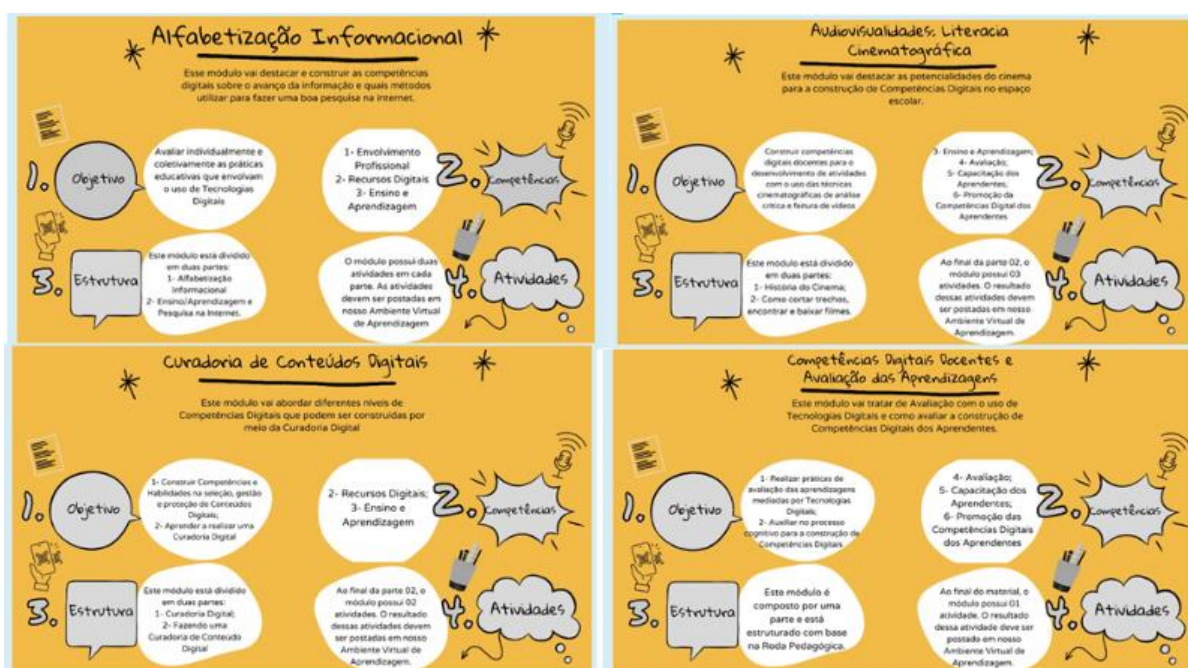 Alfabetização Informacional
Esse módulo vai destacar e construir as competências
digitais sobre o avanço da informação e quais métodos
utilizar para fazer uma boa pesquisa na internet.
1.
Objetivo
Avaliar individualmente e
coletivamente as práticas
educativas que envolvam
o uso de Tecnologias
Digitais
1- Envolvimento
Profissional
2- Recursos Digitais
3- Ensino e
Aprendizagem
2.
Competências
3.
Estrutura
Este módulo está dividido
em duas partes:
1- Alfabetização
Informacional
2- Ensino/Aprendizagem e
Pesquisa na Internet.
O módulo possui duas
atividades em cada
parte. As atividades
devem ser postadas em
nosso Ambiente Virtual
de Aprendizagem
4.
Atividades
Audiovisualidades: Literacia
Cinematográfica
Este módulo vai destacar as potencialidades do cinema
para a construção de Competências Digitais no espaço
escolar.
1.
Objetivo
Construir competências
digitais docentes para o
desenvolvimento de atividades
com o uso das técnicas
cinematográficas de análise
crítica e feitura de vídeos
3- Ensino e Aprendizagem;
4- Avaliação;
5- Capacitação dos
Aprendentes;
6- Promoção da
Competências Digital dos
Aprendentes.
2.
Competências
3.
Estrutura
Este módulo está dividido
em duas partes:
1- História do Cinema;
2- Como cortar trechos,
encontrar e baixar filmes.
Ao final da parte 02, o
módulo possui 03
atividades. O resultado
dessas atividades devem
ser postadas em nosso
Ambiente Virtual de
Aprendizagem.
4.
Atividades
Curadoria de Conteúdos Digitais
Este módulo vai abordar diferentes níveis de
Competências Digitais que podem ser construídas por
meio da Curadoria Digital
1.
Objetivo
1- Construir Competências e
Habilidades na seleção, gestão
e proteção de Conteúdos
Digitais;
2- Aprender a realizar uma
Curadoria Digital
2- Recursos Digitais;
3- Ensino e
Aprendizagem
2.
Competências
3.
Estrutura
Este módulo está dividido
em duas partes:
1- Curadoria Digital;
2- Fazendo uma
Curadoria de Conteúdo
Digital
Ao final da parte 02, o
módulo possui 02
atividades. O resultado
dessas atividades devem
ser postadas em nosso
Ambiente Virtual de
Aprendizagem.
4.
Atividades
Competências Digitais Docentes e
Avaliação das Aprendizagens
Este módulo vai tratar de Avaliação com o uso de
Tecnologias Digitais e como avaliar a construção de
Competências Digitais dos Aprendentes.
1.
Objetivo
1- Realizar práticas de
avaliação das aprendizagens
mediadas por Tecnologias
Digitais;
2- Auxiliar no processo
cognitivo para a construção de
Competências Digitais
4- Avaliação;
5- Capacitação dos
Aprendentes;
6- Promoção das
Competências Digitais
dos Aprendentes
2.
Competências
3.
Estrutura
Este módulo é
composto por uma
parte e está
estruturado com base
na Roda Pedagógica.
Ao final do material, o
módulo possui 01
atividade. O resultado
dessa atividade deve ser
postado em nosso
Ambiente Virtual de
Aprendizagem.
4.
Atividades